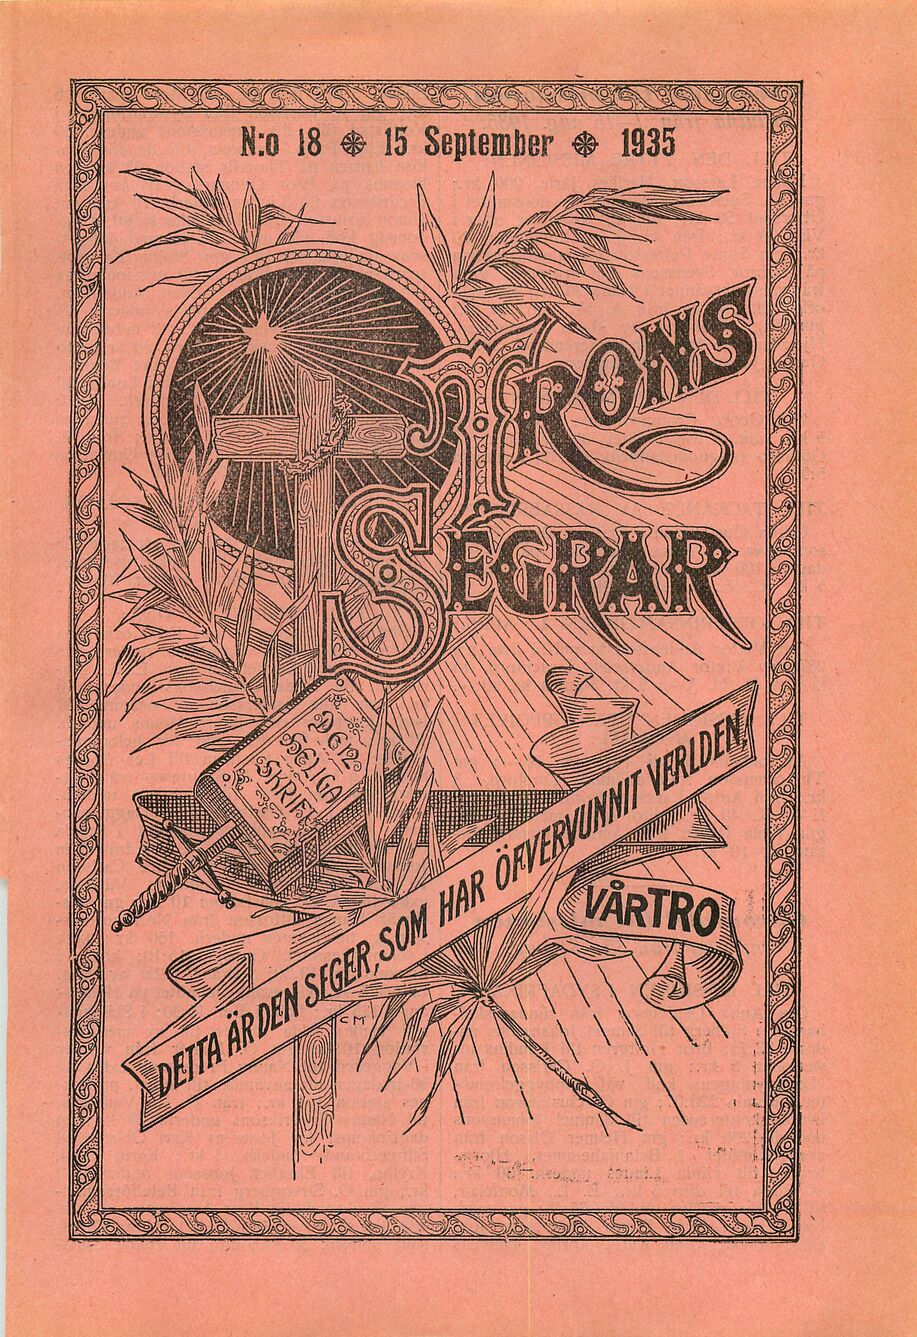 N:o 18 ❉ 15 September ❉ 1935
TRONS
SEGRAR
DEN
HELIGA
SKRIFT
DETTA ÄR DEN SEGER, SOM HAR ÖFVERVUNNIT VERLDEN,
VÅR TRO
CM